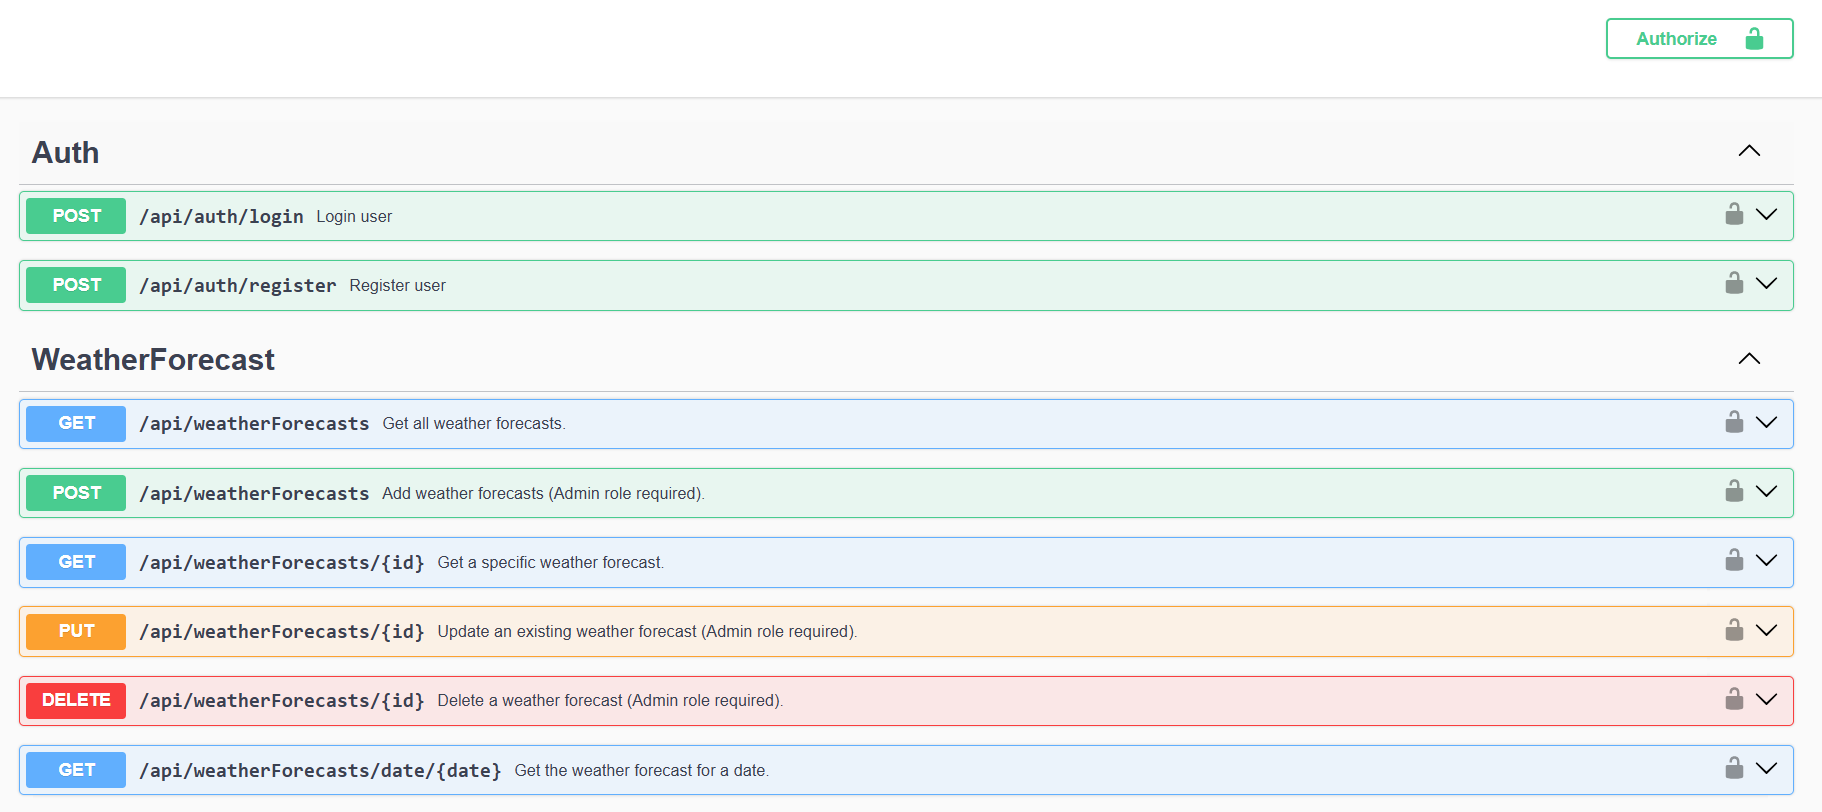 Authorize
Auth
POST /api/auth/login Login user
POST /api/auth/register Register user
WeatherForecast
GET /api/weatherForecasts Get all weather forecasts.
POST /api/weatherForecasts Add weather forecasts (Admin role required).
GET /api/weatherForecasts/{id} Get a specific weather forecast.
PUT /api/weatherForecasts/{id} Update an existing weather forecast (Admin role required).
DELETE /api/weatherForecasts/{id} Delete a weather forecast (Admin role required).
GET /api/weatherForecasts/date/{date} Get the weather forecast for a date.